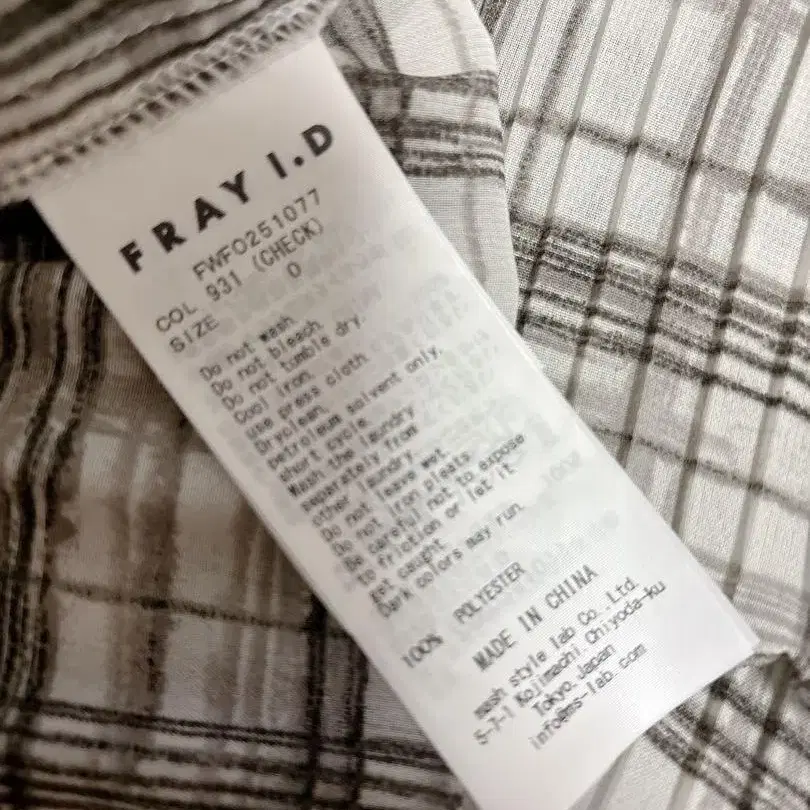 FRAY I.D
FWFO251077
COL 931 (CHECK)
SIZE 0
Do not wash.
Do not bleach.
Do not tumble dry.
Cool iron.
use press cloth.
Dryclean,
petroleum solvent only,
short cycle.
Wash the laundry
separately from
other laundry.
Do not leave wet.
Do not iron pleats.
Be careful not to expose
to friction or let it
get caught.
Dark colors may run.
100% POLYESTER
MADE IN CHINA
mash style lab Co.,Ltd.
5-7-1 Kojimachi,Chiyoda-ku
Tokyo,Japan
info@ms-lab.com